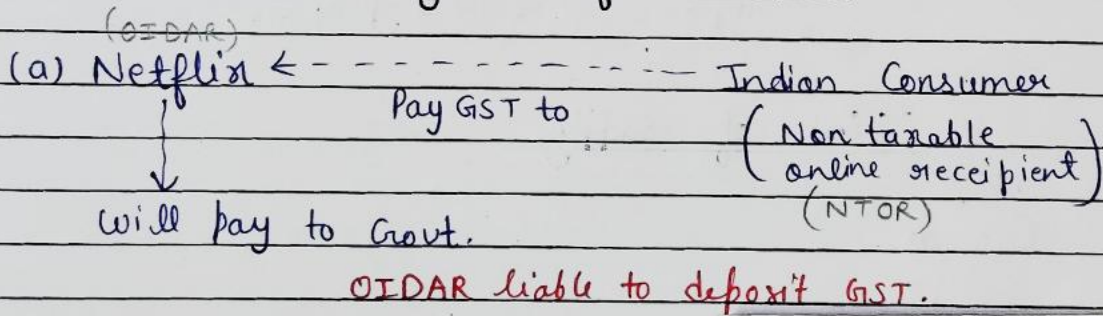 (OIDAR)
(a) Netflix ← Indian Consumer
Pay GST to
(Non taxable
online receipient)
(NTOR)
will pay to Govt.
OIDAR liable to deposit GST.